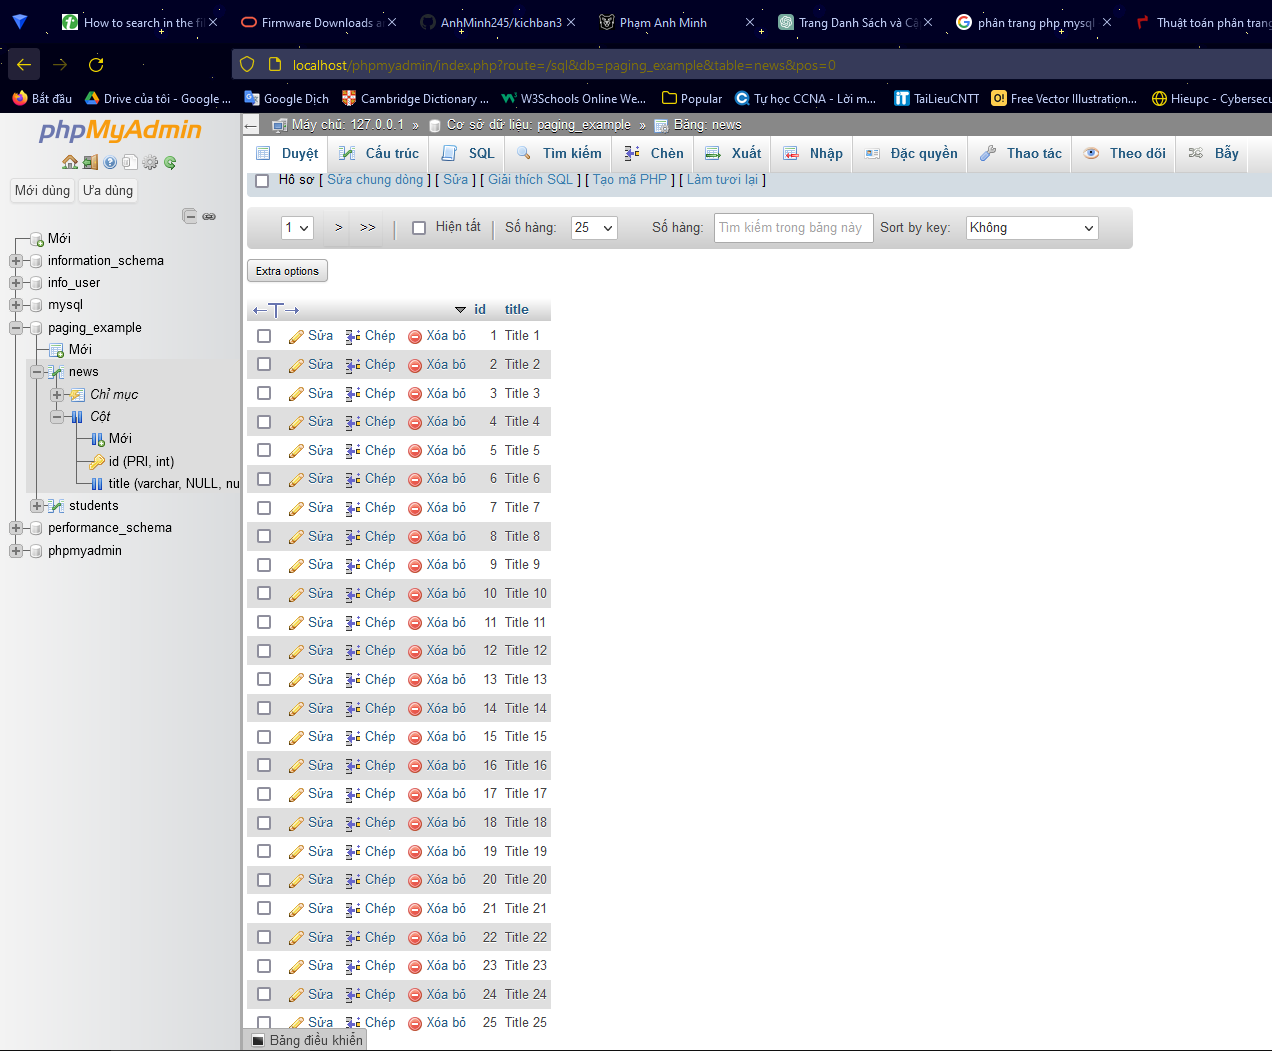 How to search in the fi
Firmware Downloads a
AnhMinh245/kichban3
Phạm Anh Minh
Trang Danh Sách và Cậ
phân trang php mysql
Thuật toán phân trang
localhost/phpmyadmin/index.php?route=/sql&db=paging_example&table=news&pos=0
Bắt đầu
Drive của tôi - Google ...
Google Dịch
Cambridge Dictionary ...
W3Schools Online We...
Popular
Tự học CCNA - Lời m...
TaiLieuCNTT
Free Vector Illustration...
Hieupc - Cybersecu
phpMyAdmin
Mới dùng Ưa dùng
Mới
information_schema
info_user
mysql
paging_example
Mới
news
Chỉ mục
Cột
Mới
id (PRI, int)
title (varchar, NULL, nu
students
performance_schema
phpmyadmin
Máy chủ: 127.0.0.1 » Cơ sở dữ liệu: paging_example » Bảng: news
Duyệt Cấu trúc SQL Tìm kiếm Chèn Xuất Nhập Đặc quyền Thao tác Theo dõi Bẫy
Hồ sơ [ Sửa chung dòng ] [ Sửa ] [ Giải thích SQL ] [ Tạo mã PHP ] [ Làm tươi lại ]
1 > >> | Hiện tất | Số hàng: 25 Số hàng: Tìm kiếm trong bảng này Sort by key: Không
Extra options
←T→ id title
Sửa Chép Xóa bỏ 1 Title 1
Sửa Chép Xóa bỏ 2 Title 2
Sửa Chép Xóa bỏ 3 Title 3
Sửa Chép Xóa bỏ 4 Title 4
Sửa Chép Xóa bỏ 5 Title 5
Sửa Chép Xóa bỏ 6 Title 6
Sửa Chép Xóa bỏ 7 Title 7
Sửa Chép Xóa bỏ 8 Title 8
Sửa Chép Xóa bỏ 9 Title 9
Sửa Chép Xóa bỏ 10 Title 10
Sửa Chép Xóa bỏ 11 Title 11
Sửa Chép Xóa bỏ 12 Title 12
Sửa Chép Xóa bỏ 13 Title 13
Sửa Chép Xóa bỏ 14 Title 14
Sửa Chép Xóa bỏ 15 Title 15
Sửa Chép Xóa bỏ 16 Title 16
Sửa Chép Xóa bỏ 17 Title 17
Sửa Chép Xóa bỏ 18 Title 18
Sửa Chép Xóa bỏ 19 Title 19
Sửa Chép Xóa bỏ 20 Title 20
Sửa Chép Xóa bỏ 21 Title 21
Sửa Chép Xóa bỏ 22 Title 22
Sửa Chép Xóa bỏ 23 Title 23
Sửa Chép Xóa bỏ 24 Title 24
Sửa Chép Xóa bỏ 25 Title 25
Bảng điều khiển